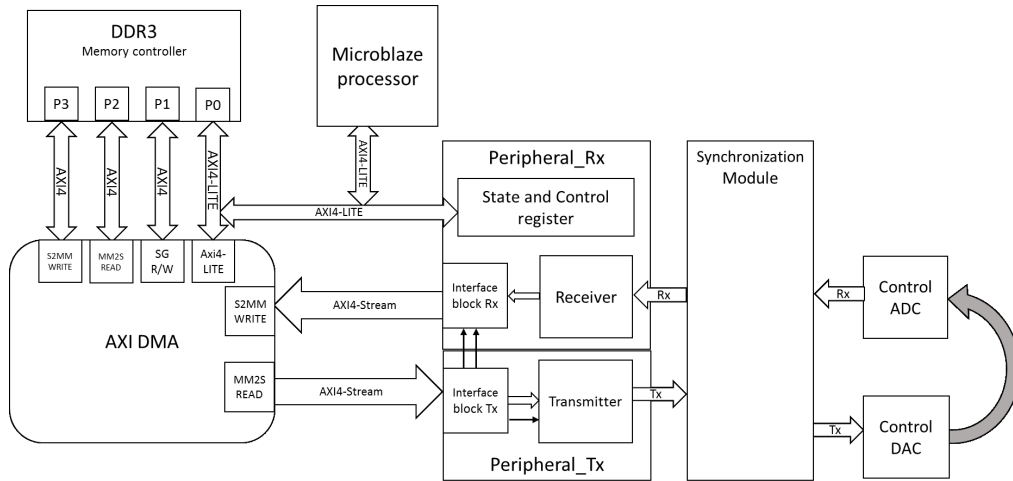 DDR3
Memory controller
P3
P2
P1
P0
Microblaze
processor
AXI4
AXI4
AXI4
AXI4-LITE
AXI4-LITE
AXI4-LITE
Peripheral_Rx
State and Control
register
Synchronization
Module
S2MM
WRITE
MM2S
READ
SG
R/W
Axi4-
LITE
S2MM
WRITE
AXI4-Stream
Interface
block Rx
Receiver
Rx
Rx
Control
ADC
AXI DMA
MM2S
READ
AXI4-Stream
Interface
block Tx
Transmitter
Tx
Tx
Control
DAC
Peripheral_Tx